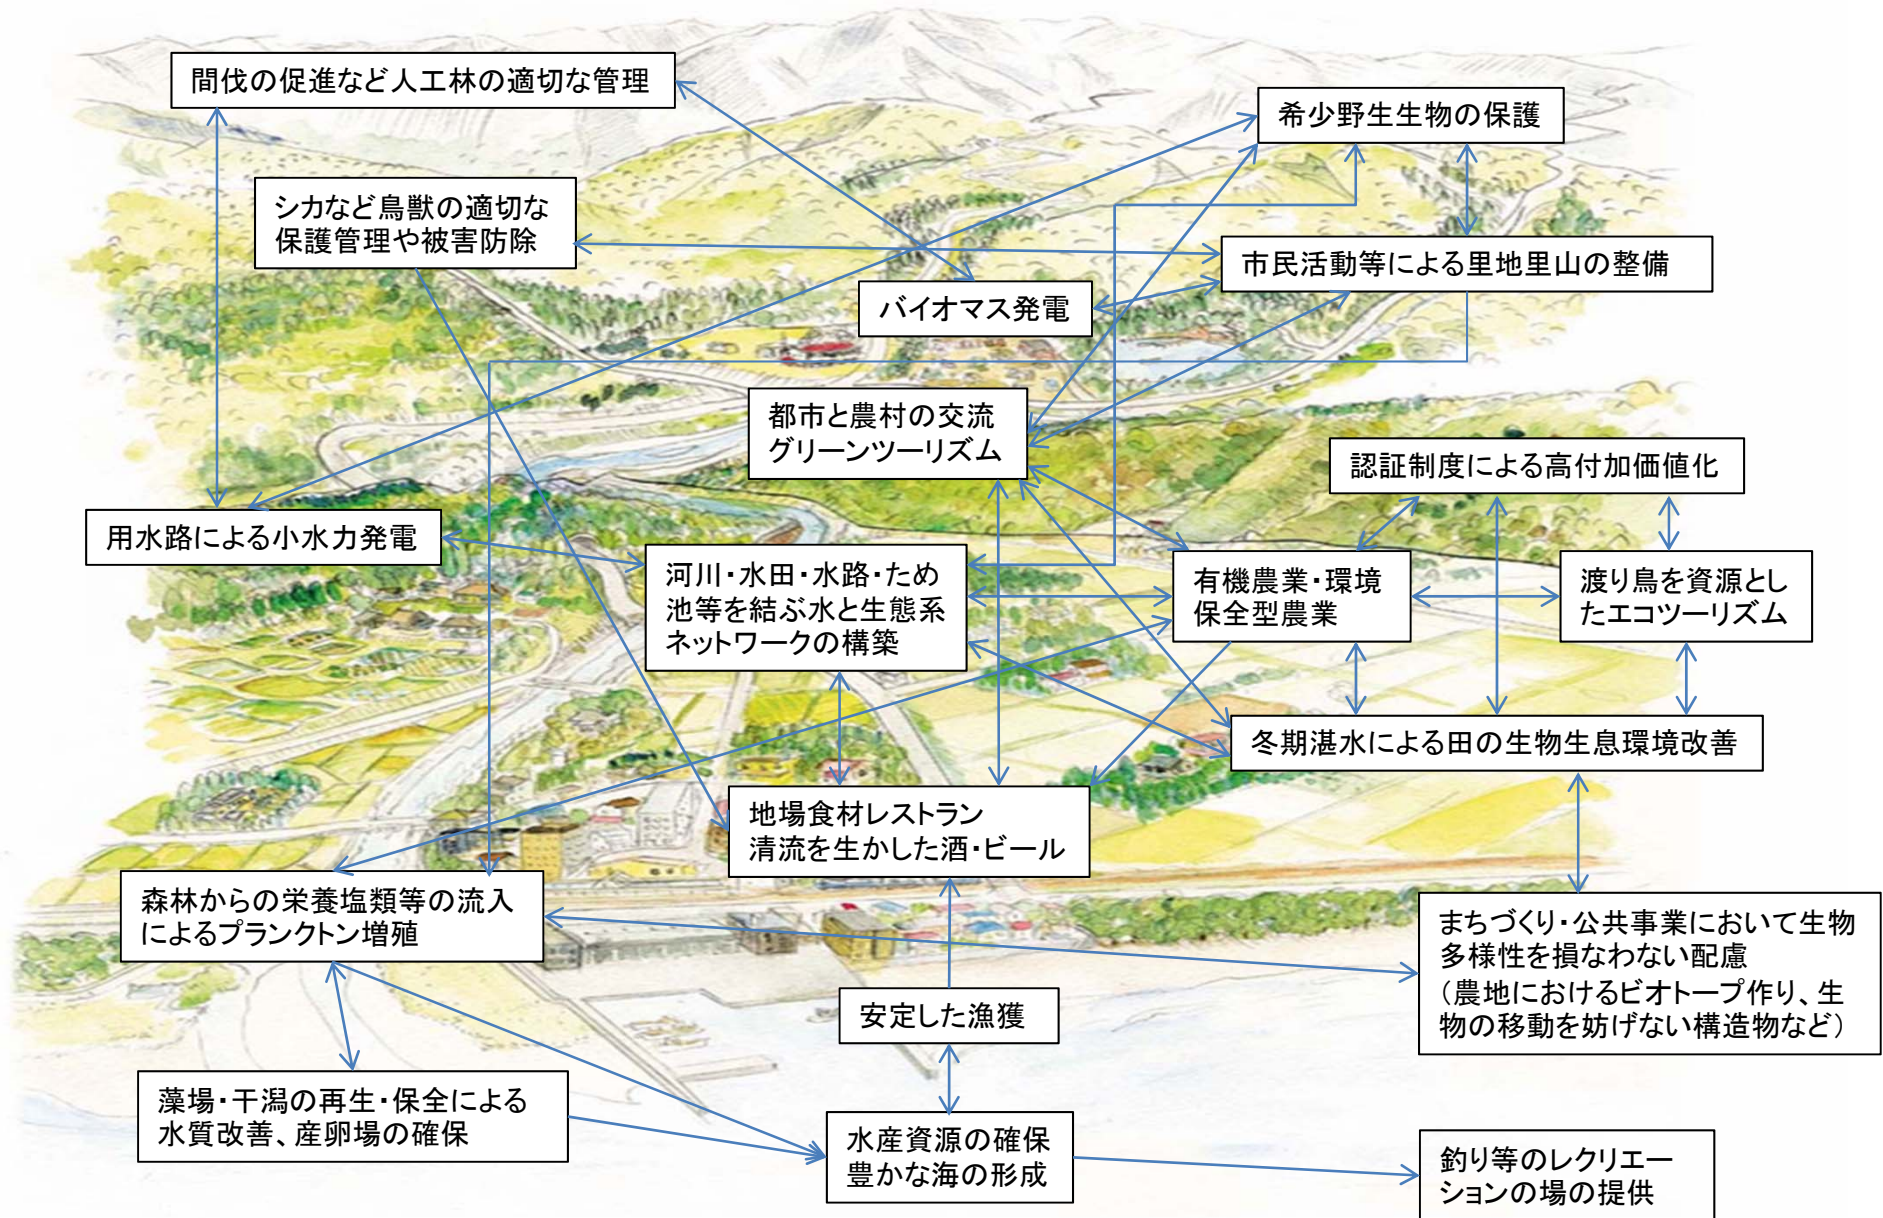 間伐の促進など人工林の適切な管理
希少野生生物の保護
シカなど鳥獣の適切な
保護管理や被害防除
市民活動等による里地里山の整備
バイオマス発電
都市と農村の交流
グリーンツーリズム
認証制度による高付加価値化
用水路による小水力発電
河川・水田・水路・ため
池等を結ぶ水と生態系
ネットワークの構築
有機農業・環境
保全型農業
渡り鳥を資源とし
たエコツーリズム
冬期湛水による田の生物生息環境改善
地場食材レストラン
清流を生かした酒・ビール
森林からの栄養塩類等の流入
によるプランクトン増殖
まちづくり・公共事業において生物
多様性を損なわない配慮
（農地におけるビオトープ作り、生
物の移動を妨げない構造物など）
安定した漁獲
藻場・干潟の再生・保全による
水質改善、産卵場の確保
水産資源の確保
豊かな海の形成
釣り等のレクリエー
ションの場の提供